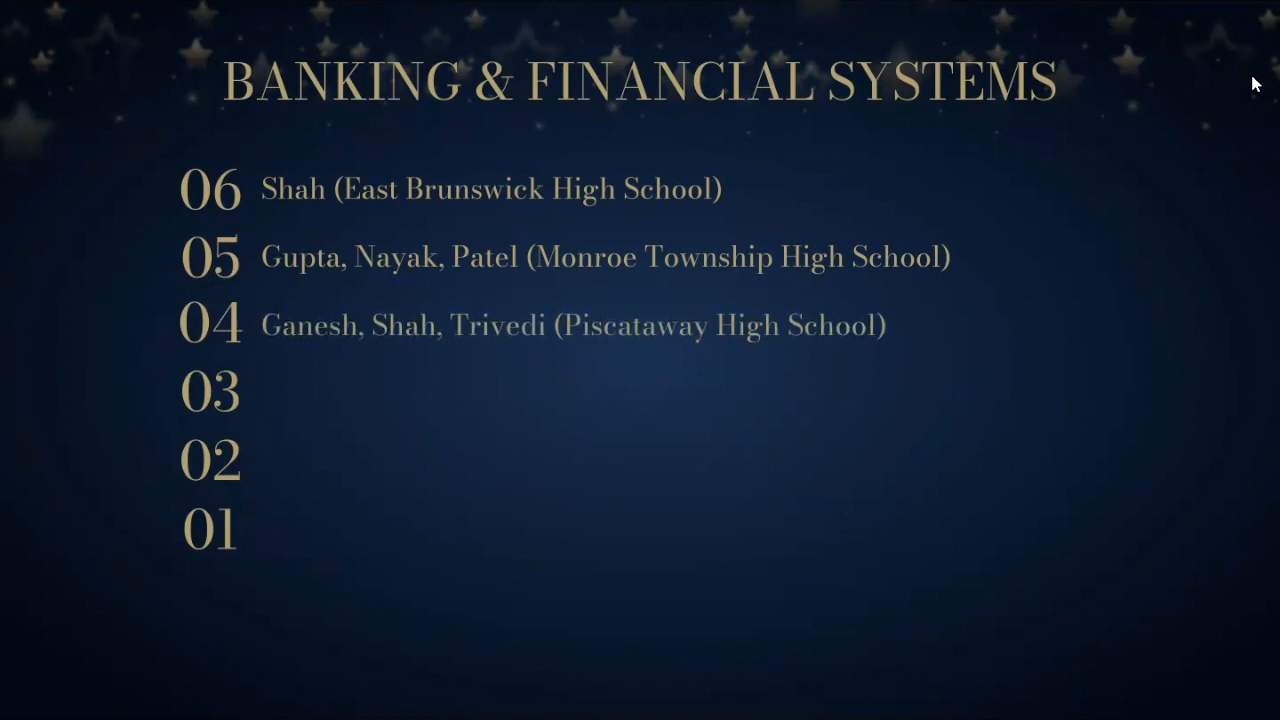 BANKING & FINANCIAL SYSTEMS
06 Shah (East Brunswick High School)
05 Gupta, Nayak, Patel (Monroe Township High School)
04 Ganesh, Shah, Trivedi (Piscataway High School)
03
02
01